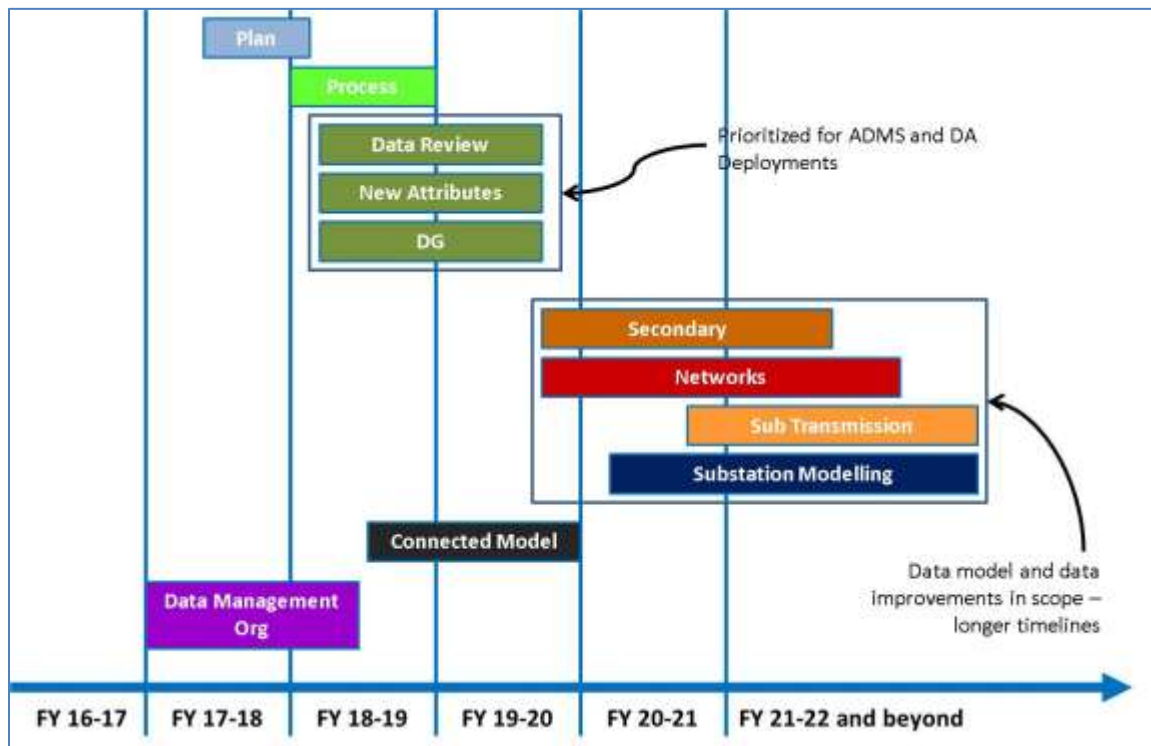 Plan
Process
Data Review
New Attributes
DG
Prioritized for ADMS and DA
Deployments
Secondary
Networks
Sub Transmission
Substation Modelling
Connected Model
Data Management
Org
Data model and data
improvements in scope –
longer timelines
FY 16-17
FY 17-18
FY 18-19
FY 19-20
FY 20-21
FY 21-22 and beyond